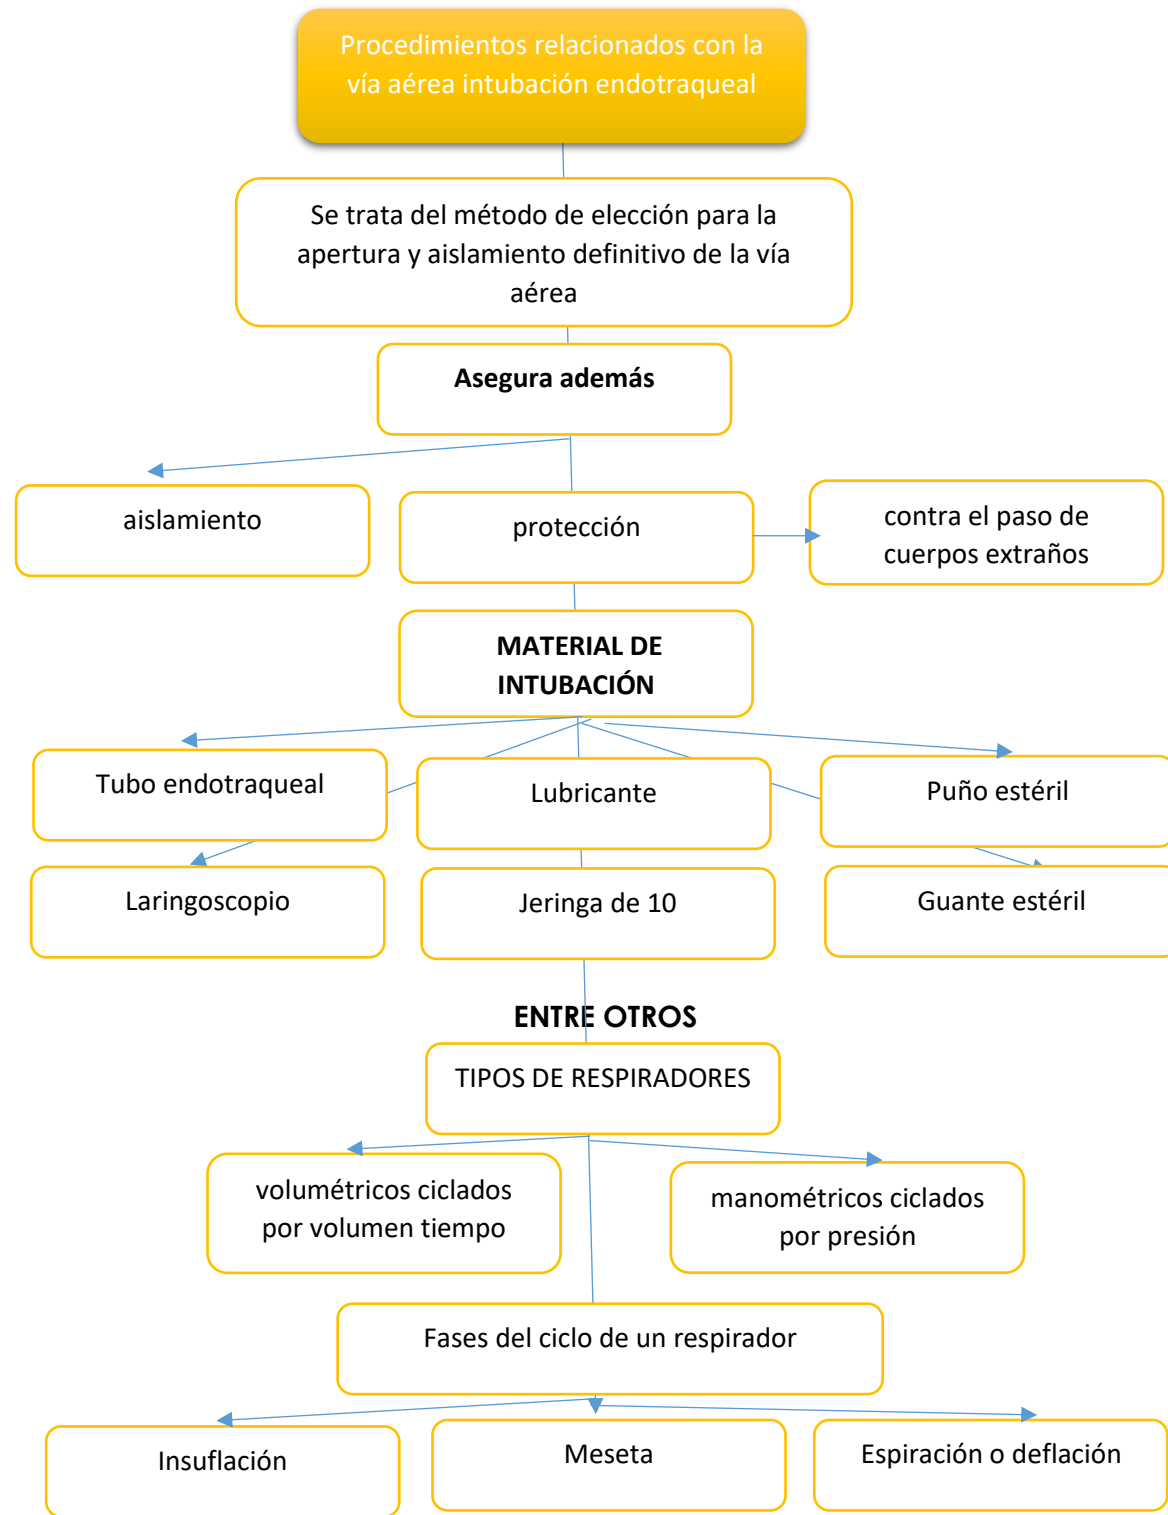 Procedimientos relacionados con la
vía aérea intubación endotraqueal
Se trata del método de elección para la
apertura y aislamiento definitivo de la vía
aérea
Asegura además
aislamiento
protección
contra el paso de
cuerpos extraños
MATERIAL DE
INTUBACIÓN
Tubo endotraqueal
Lubricante
Puño estéril
Laringoscopio
Jeringa de 10
Guante estéril
ENTRE OTROS
TIPOS DE RESPIRADORES
volumétricos ciclados
por volumen tiempo
manométricos ciclados
por presión
Fases del ciclo de un respirador
Insuflación
Meseta
Espiración o deflación